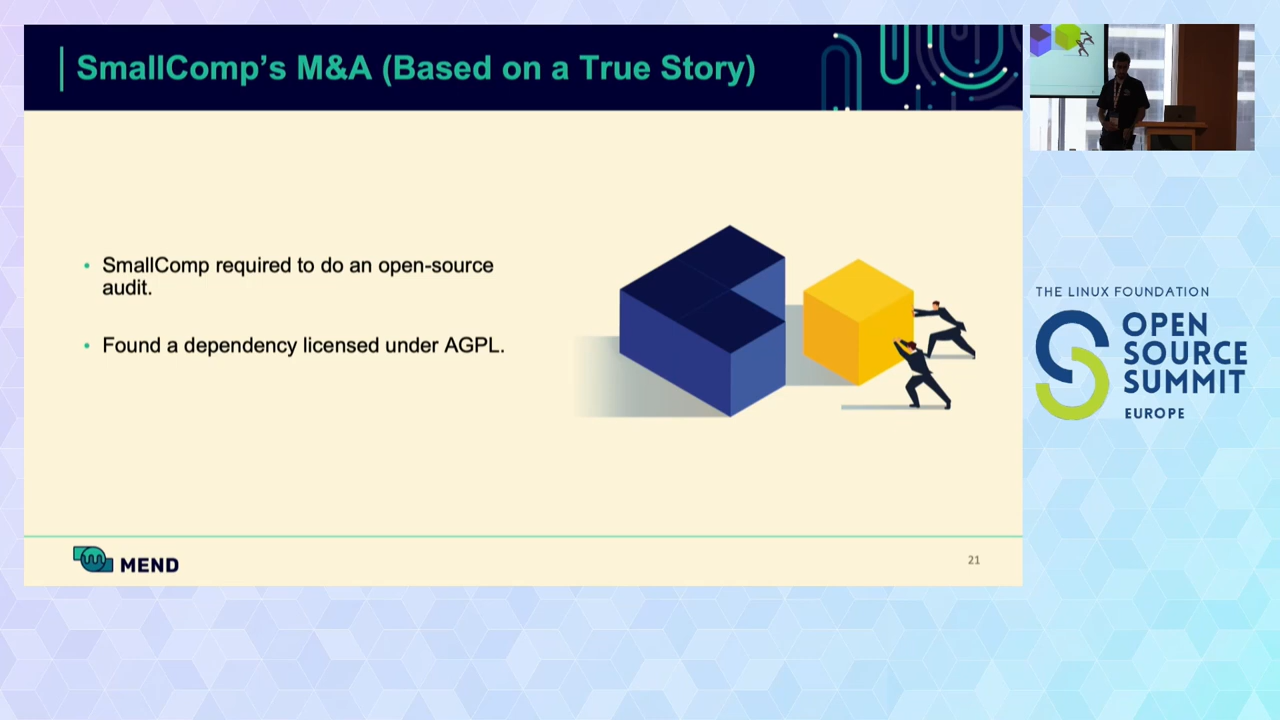 SmallComp's M&A (Based on a True Story)
• SmallComp required to do an open-source
audit.
• Found a dependency licensed under AGPL.
MEND
21
THE LINUX FOUNDATION
OPEN
SOURCE
SUMMIT
EUROPE